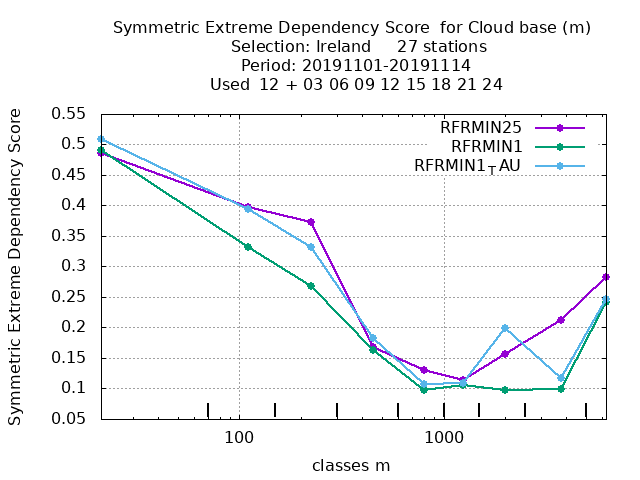 Symmetric Extreme Dependency Score  for Cloud base (m)
Selection: Ireland     27 stations
Period: 20191101-20191114
Used  12 + 03 06 09 12 15 18 21 24
Symmetric Extreme Dependency Score
0.55
0.5
0.45
0.4
0.35
0.3
0.25
0.2
0.15
0.1
0.05
RFRMIN25
RFRMIN1
RFRMIN1TAU
100 1000
classes m